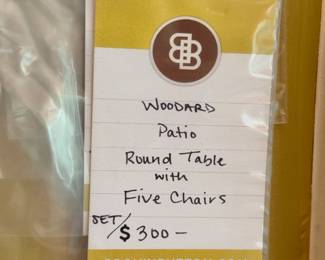 WOODARD
Patio
Round Table
with
Five Chairs
SET/$300-